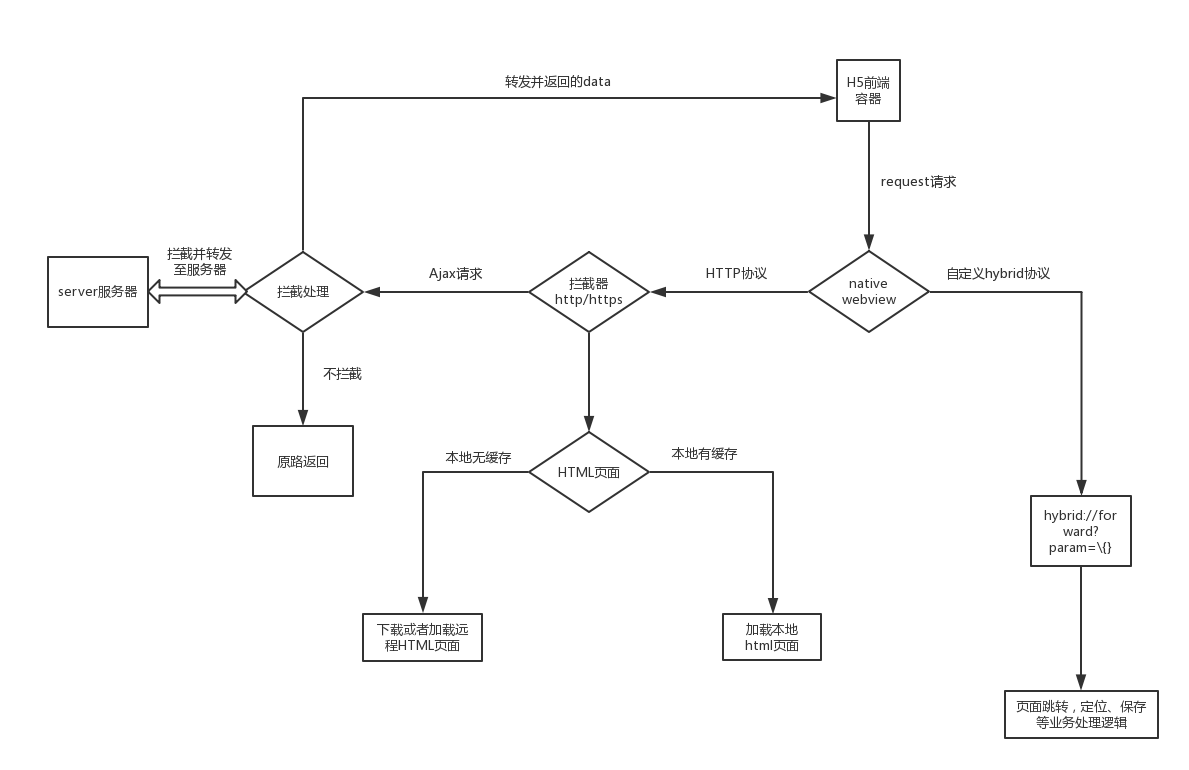 转发并返回的data
H5前端
容器
request请求
拦截并转发
至服务器
server服务器
拦截处理
Ajax请求
拦截器
http/https
HTTP协议
native
webview
自定义hybrid协议
不拦截
原路返回
本地无缓存
HTML页面
本地有缓存
hybrid://for
ward?
param=\{}
下载或者加载远
程HTML页面
加载本地
html页面
页面跳转，定位、保存
等业务处理逻辑